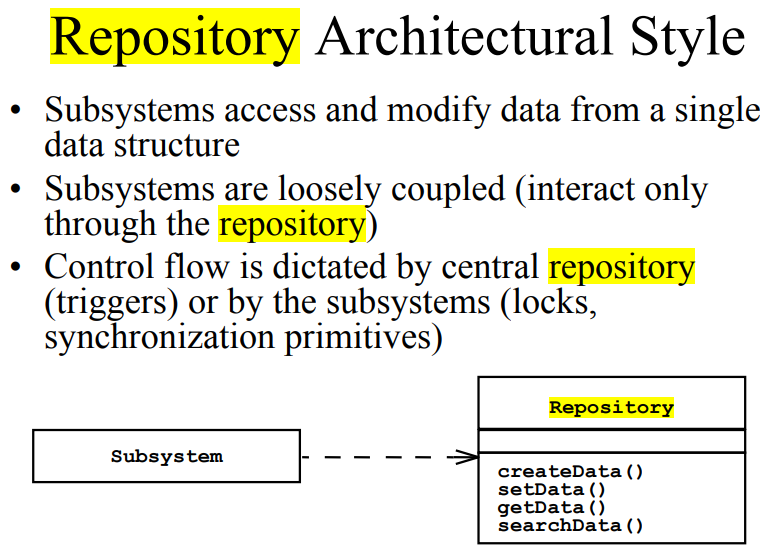 Repository Architectural Style
• Subsystems access and modify data from a single
data structure
• Subsystems are loosely coupled (interact only
through the repository)
• Control flow is dictated by central repository
(triggers) or by the subsystems (locks,
synchronization primitives)
Subsystem
Repository
createData()
setData()
getData()
searchData()